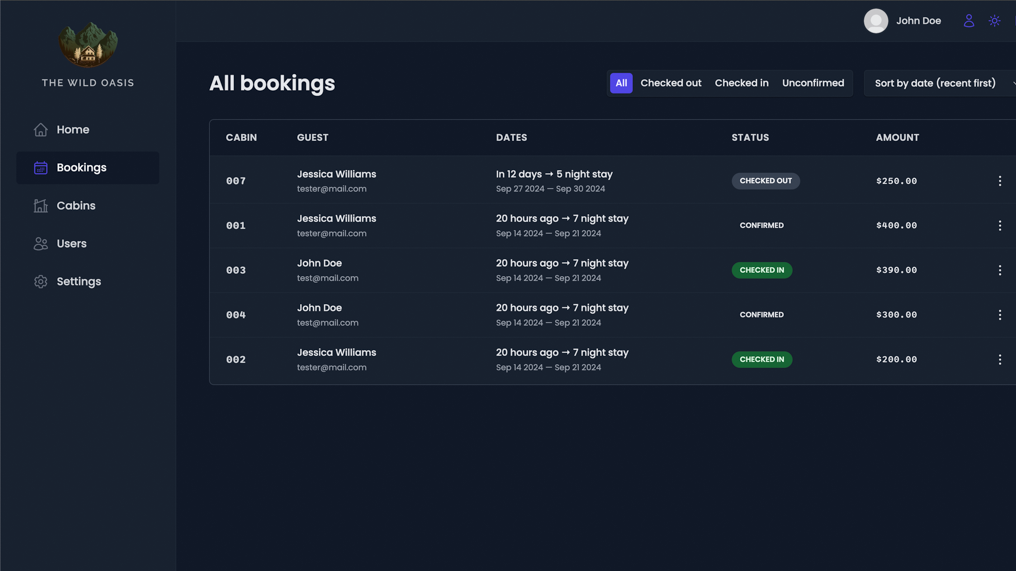 John Doe
THE WILD OASIS
Home
Bookings
Cabins
Users
Settings
All bookings
All Checked out Checked in Unconfirmed
Sort by date (recent first)
CABIN GUEST DATES STATUS AMOUNT
007 Jessica Williams In 12 days → 5 night stay CHECKED OUT $250.00
tester@mail.com Sep 27 2024 — Sep 30 2024
001 Jessica Williams 20 hours ago → 7 night stay CONFIRMED $400.00
tester@mail.com Sep 14 2024 — Sep 21 2024
003 John Doe 20 hours ago → 7 night stay CHECKED IN $390.00
test@mail.com Sep 14 2024 — Sep 21 2024
004 John Doe 20 hours ago → 7 night stay CONFIRMED $300.00
test@mail.com Sep 14 2024 — Sep 21 2024
002 Jessica Williams 20 hours ago → 7 night stay CHECKED IN $200.00
tester@mail.com Sep 14 2024 — Sep 21 2024